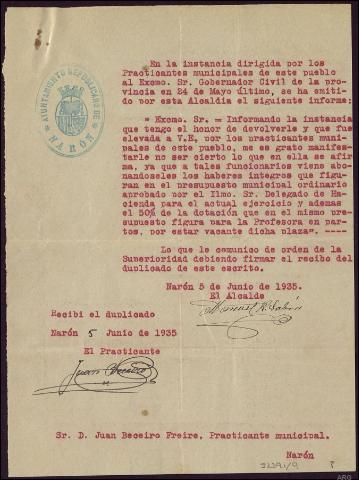 AYUNTAMIENTO REPUBLICANO DE
NARÓN
En la instancia dirigida por los
Practicantes municipales de este pueblo
al Excmo. Sr. Gobernador Civil de la pro-
vincia en 24 de Mayo último, se ha emi-
tido por esta Alcaldia el siguiente informe:
" Excmo. Sr= Informando la instancia
que tengo el honor de devolverle y que fue
elevada a V.E. por los practicantes muni-
pales de este pueblo, me es grato manifes-
tarle no ser cierto lo que en ella se afir
ma, ya que a tales funcionarios viene abo-
nandoseles los haberes integros que figu-
ran en el presupuesto municipal ordinario
aprobado por el Ilmo. Sr. Delegado de Ha-
cienda para el actual ejercicio y ademas
el 50% de la dotación que en el mismo pre-
supuesto figura para la Profesora en par-
tos, por estar vacante dicha plaza". ----
Lo que le comunico de orden de la
Superioridad debiendo firmar el recibo del
duplicado de este escrito.
Narón 5 de Junio de 1935.
El Alcalde
Recibi el duplicado
Narón 5 Junio de 1935
El Practicante
Juan Beceiro
Sr. D. Juan Beceiro Freire, Practicante municipal.
Narón
ARG